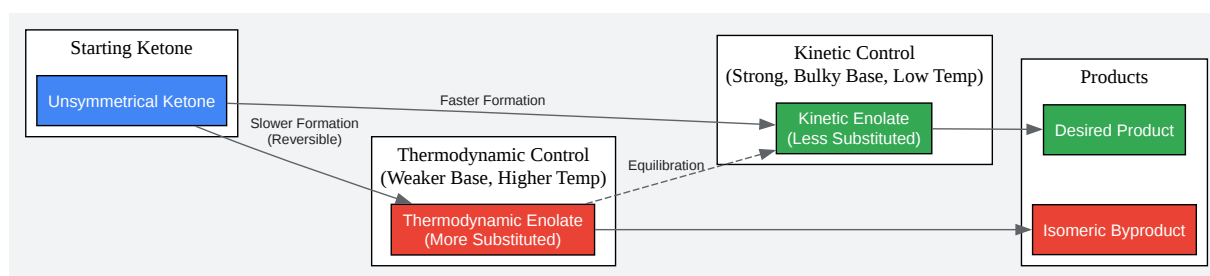 Starting Ketone
Unsymmetrical Ketone
Faster Formation
Slower Formation
(Reversible)
Thermodynamic Control
(Weaker Base, Higher Temp)
Thermodynamic Enolate
(More Substituted)
Equilibration
Kinetic Control
(Strong, Bulky Base, Low Temp)
Kinetic Enolate
(Less Substituted)
Products
Desired Product
Isomeric Byproduct